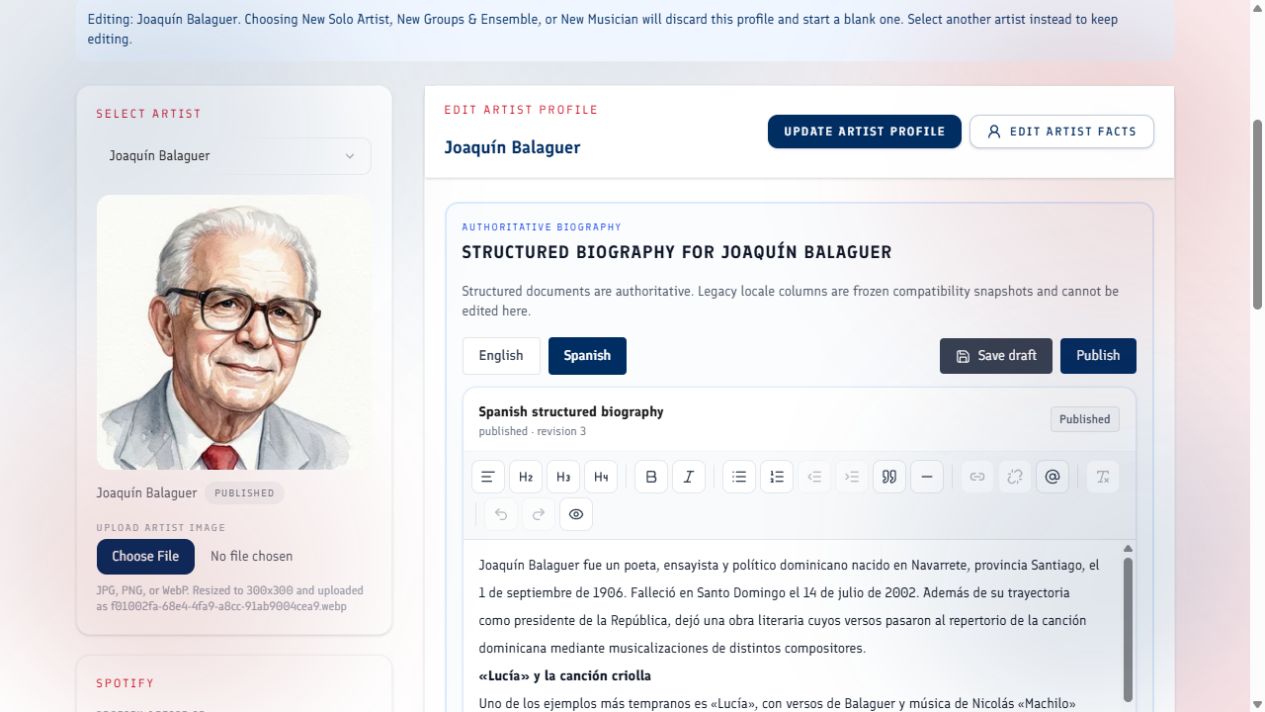 Editing: Joaquín Balaguer. Choosing New Solo Artist, New Groups & Ensemble, or New Musician will discard this profile and start a blank one. Select another artist instead to keep
editing.
SELECT ARTIST
Joaquín Balaguer
Joaquín Balaguer PUBLISHED
UPLOAD ARTIST IMAGE
Choose File No file chosen
JPG, PNG, or WebP. Resized to 300x300 and uploaded
as f01002fa-68e4-4fa9-a8cc-91ab9004cea9.webp
SPOTIFY
EDIT ARTIST PROFILE
Joaquín Balaguer
UPDATE ARTIST PROFILE EDIT ARTIST FACTS
AUTHORITATIVE BIOGRAPHY
STRUCTURED BIOGRAPHY FOR JOAQUÍN BALAGUER
Structured documents are authoritative. Legacy locale columns are frozen compatibility snapshots and cannot be
edited here.
English Spanish Save draft Publish
Spanish structured biography
published · revision 3
Published
H2 H3 H4 B I @
Joaquín Balaguer fue un poeta, ensayista y político dominicano nacido en Navarrete, provincia Santiago, el
1 de septiembre de 1906. Falleció en Santo Domingo el 14 de julio de 2002. Además de su trayectoria
como presidente de la República, dejó una obra literaria cuyos versos pasaron al repertorio de la canción
dominicana mediante musicalizaciones de distintos compositores.
«Lucía» y la canción criolla
Uno de los ejemplos más tempranos es «Lucía», con versos de Balaguer y música de Nicolás «Machilo»